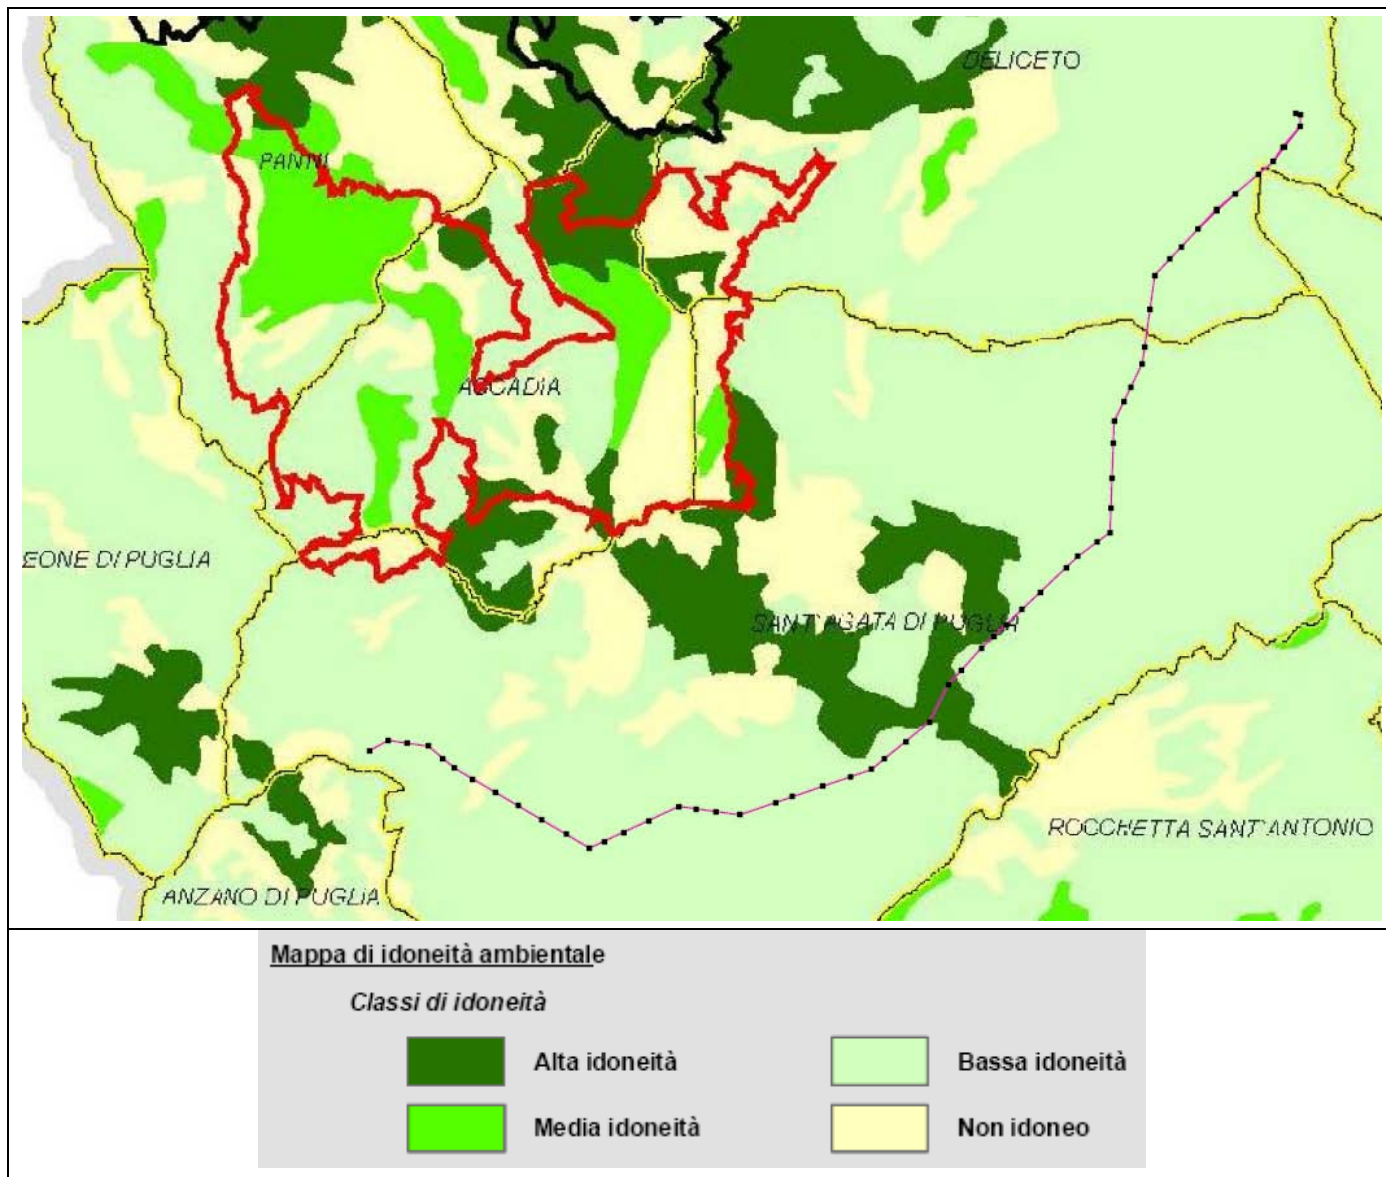 DELICETO
PANNI
ACCADIA
EONE DI PUGLIA
SANT'AGATA DI PUGLIA
ROCCHETTA SANT'ANTONIO
ANZANO DI PUGLIA
Mappa di idoneità ambientale
Classi di idoneità
Alta idoneità
Bassa idoneità
Media idoneità
Non idoneo